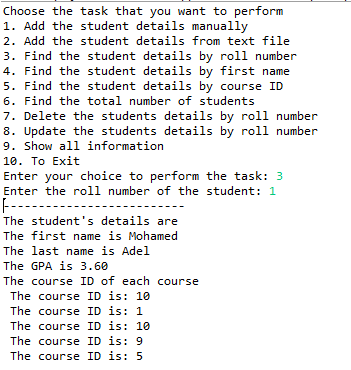 Choose the task that you want to perform
1. Add the student details manually
2. Add the student details from text file
3. Find the student details by roll number
4. Find the student details by first name
5. Find the student details by course ID
6. Find the total number of students
7. Delete the students details by roll number
8. Update the students details by roll number
9. Show all information
10. To Exit
Enter your choice to perform the task: 3
Enter the roll number of the student: 1
--------------------------
The student's details are
The first name is Mohamed
The last name is Adel
The GPA is 3.60
The course ID of each course
 The course ID is: 10
 The course ID is: 1
 The course ID is: 10
 The course ID is: 9
 The course ID is: 5